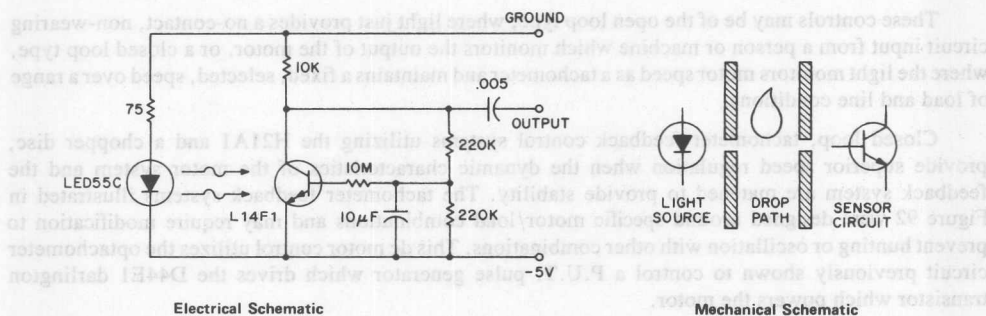 These controls may be of the open loop type where light just provides a no-contact, non-wearing
circuit input from a person or machine which monitors the output of the motor, or a closed loop type,
where the light monitors motor speed as a tachometer and maintains a fixed, selected, speed over a range
of load and line conditions.
Closed loop, tachometer feedback control systems utilizing the H21A1 and a chopper disc,
provide superior speed regulation when the dynamic characteristics of the motor system and the
feedback system are matched to provide stability. The tachometer feedback systems illustrated in
Figure 92 specific motor/load combinations and may require modification to
prevent hunting or oscillation with other combinations. This dc motor control utilizes the optachometer
circuit previously shown to control a P.U.T. pulse generator which drives the D44E1 darlington
transistor which powers the motor.
GROUND
10K
75
.005
OUTPUT
220K
LED55C
10M
L14F1
10μF
220K
-5V
LIGHT
SOURCE
DROP
PATH
SENSOR
CIRCUIT
Electrical Schematic
Mechanical Schematic